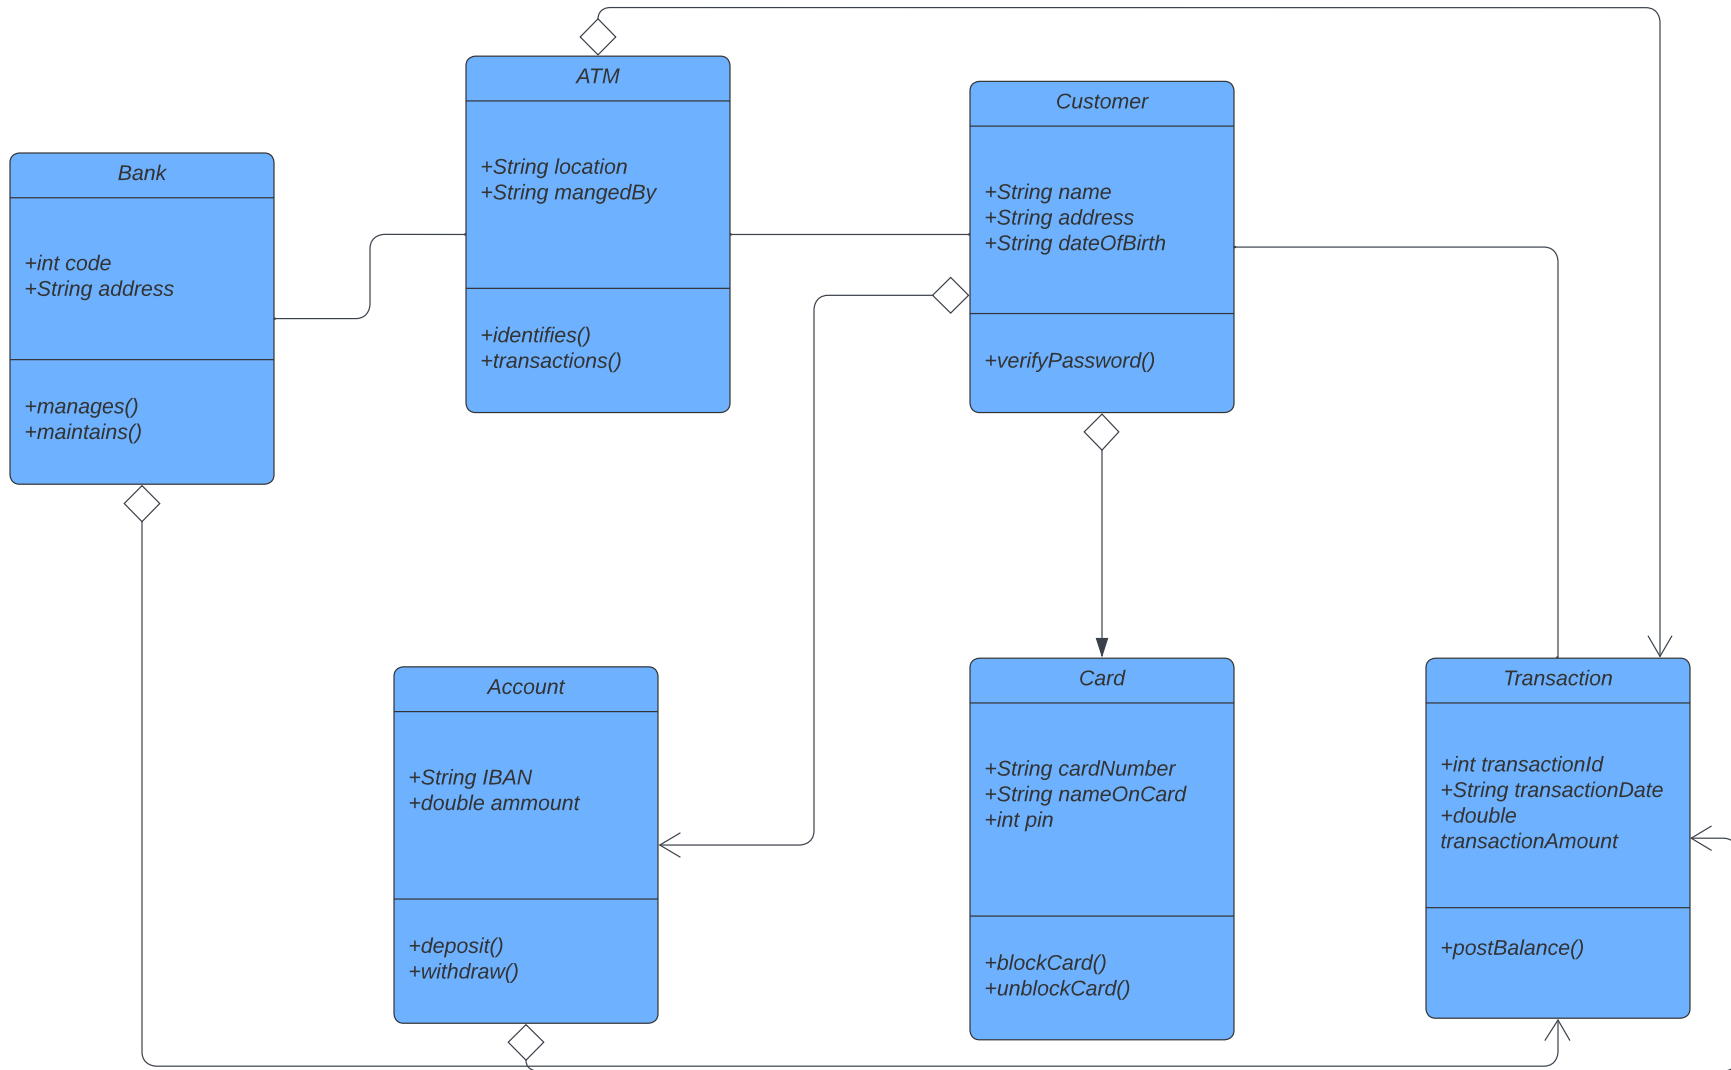 ATM
+String location
+String mangedBy
+identifies()
+transactions()
Customer
+String name
+String address
+String dateOfBirth
+verifyPassword()
Bank
+int code
+String address
+manages()
+maintains()
Account
+String IBAN
+double ammount
+deposit()
+withdraw()
Card
+String cardNumber
+String nameOnCard
+int pin
+blockCard()
+unblockCard()
Transaction
+int transactionId
+String transactionDate
+double
transactionAmount
+postBalance()